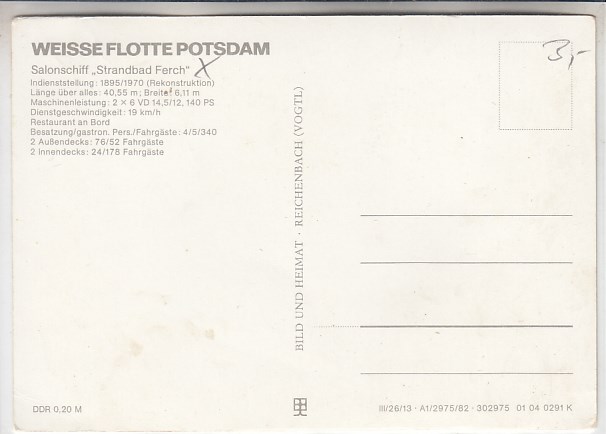 WEISSE FLOTTE POTSDAM
Salonschiff „Strandbad Ferch“ X
Indienststellung: 1895/1970 (Rekonstruktion)
Länge über alles: 40,55 m; Breite: 6,11 m
Maschinenleistung: 2 × 6 VD 14,5/12, 140 PS
Dienstgeschwindigkeit: 19 km/h
Restaurant an Bord
Besatzung/gastron. Pers./Fahrgäste: 4/5/340
2 Außendecks: 76/52 Fahrgäste
2 Innendecks: 24/178 Fahrgäste
DDR 0,20 M
BILD UND HEIMAT · REICHENBACH (VOGTL)
3,-
III/26/13 · A1/2975/82 · 302975 01 04 0291 K